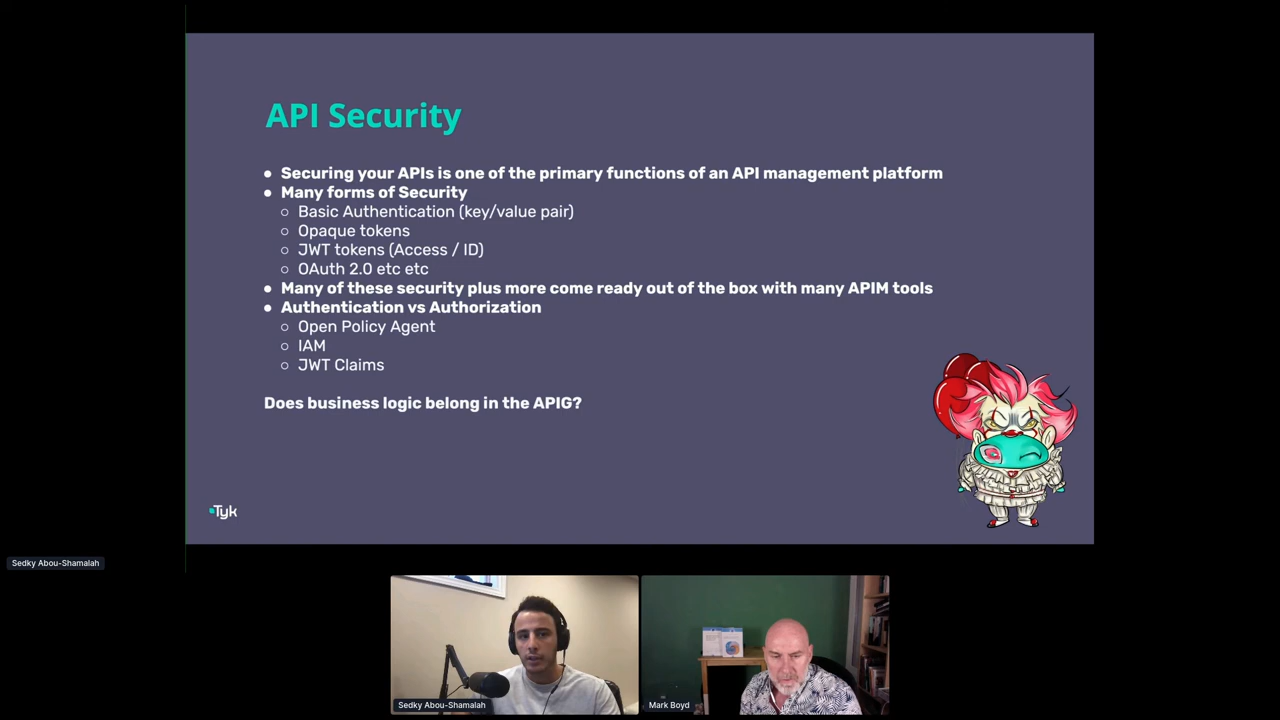 API Security
● Securing your APIs is one of the primary functions of an API management platform
● Many forms of Security
○ Basic Authentication (key/value pair)
○ Opaque tokens
○ JWT tokens (Access / ID)
○ OAuth 2.0 etc etc
● Many of these security plus more come ready out of the box with many APIM tools
● Authentication vs Authorization
○ Open Policy Agent
○ IAM
○ JWT Claims
Does business logic belong in the APIG?
Tyk
Sedky Abou-Shamalah
Sedky Abou-Shamalah
Mark Boyd